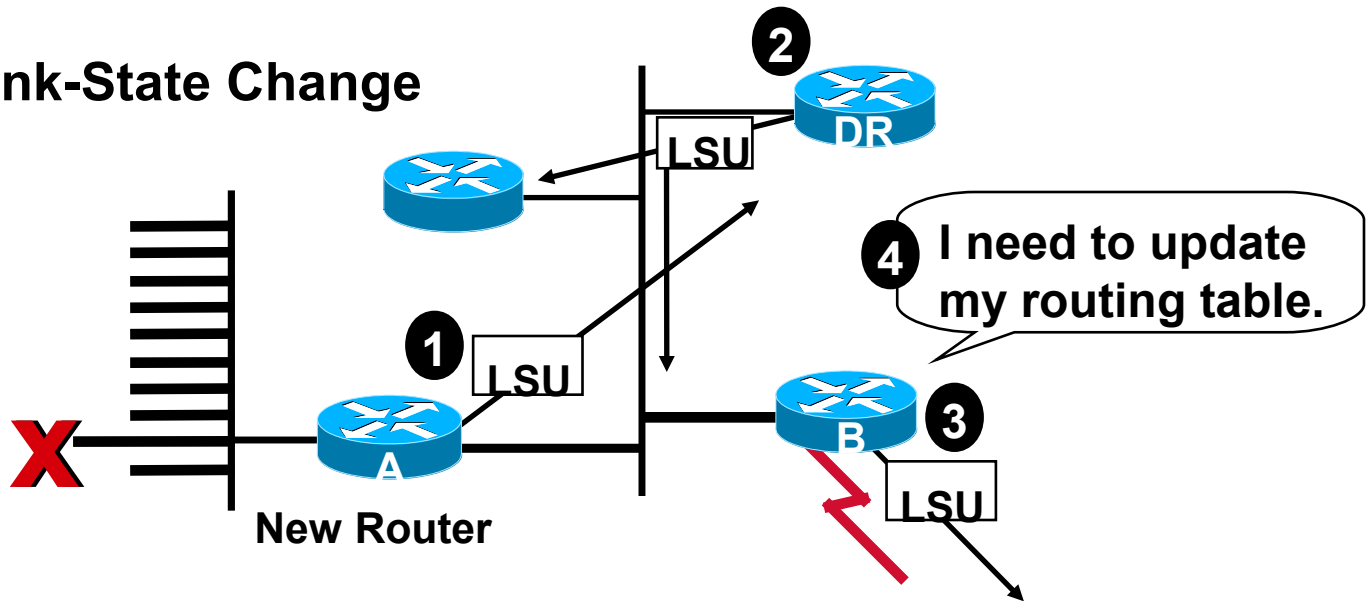 nk-State Change
2
DR
LSU
4
I need to update
my routing table.
1
LSU
A
B
3
LSU
X
New Router